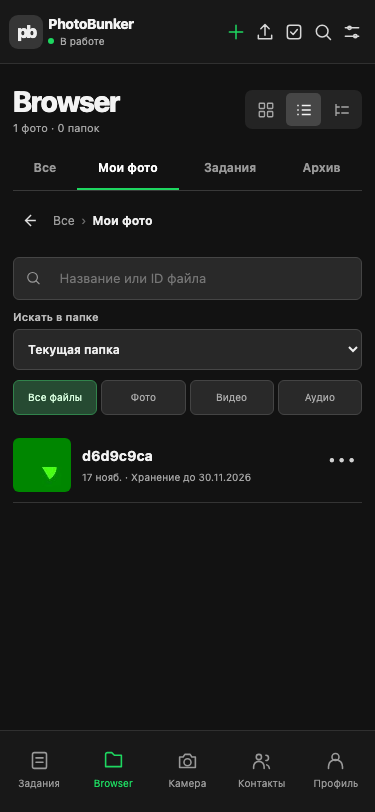 pb PhotoBunker
В работе
Browser
1 фото · 0 папок
Все Мои фото Задания Архив
Все › Мои фото
Название или ID файла
Искать в папке
Текущая папка
Все файлы Фото Видео Аудио
d6d9c9ca
17 нояб. · Хранение до 30.11.2026
Задания Browser Камера Контакты Профиль